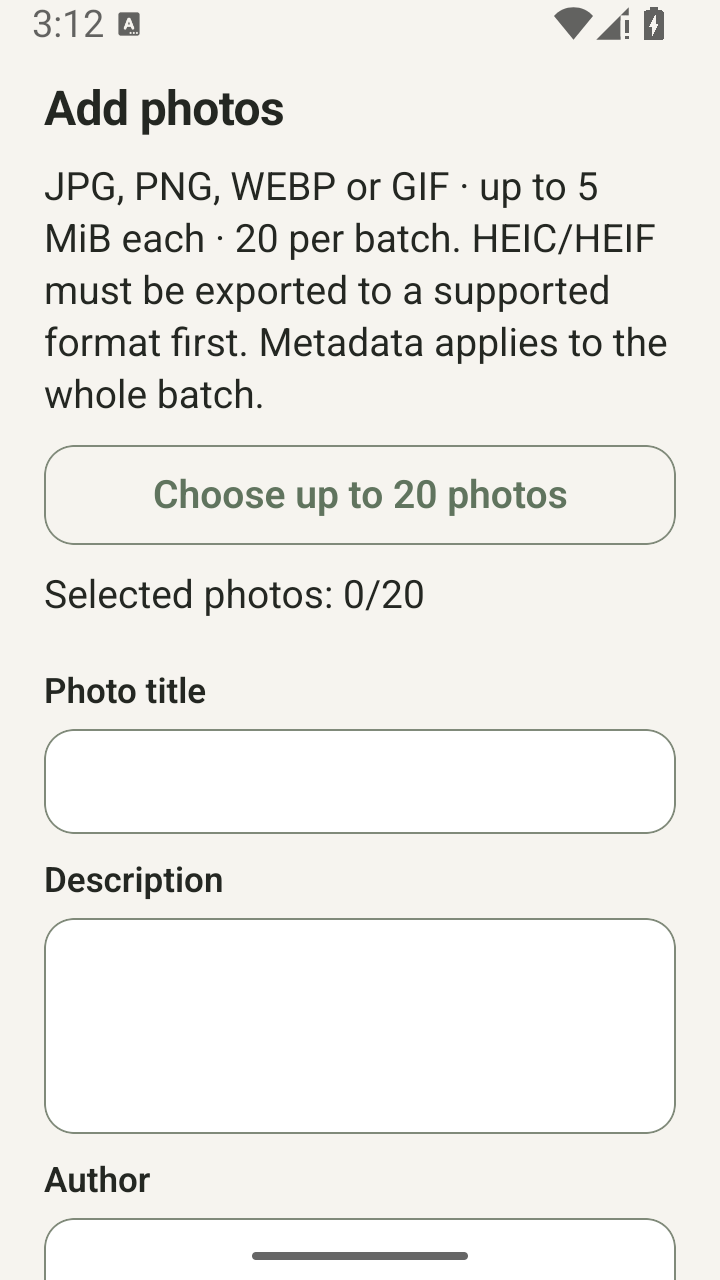 3:12
A
Add photos
JPG, PNG, WEBP or GIF · up to 5
MiB each · 20 per batch. HEIC/HEIF
must be exported to a supported
format first. Metadata applies to the
whole batch.
Choose up to 20 photos
Selected photos: 0/20
Photo title
Description
Author